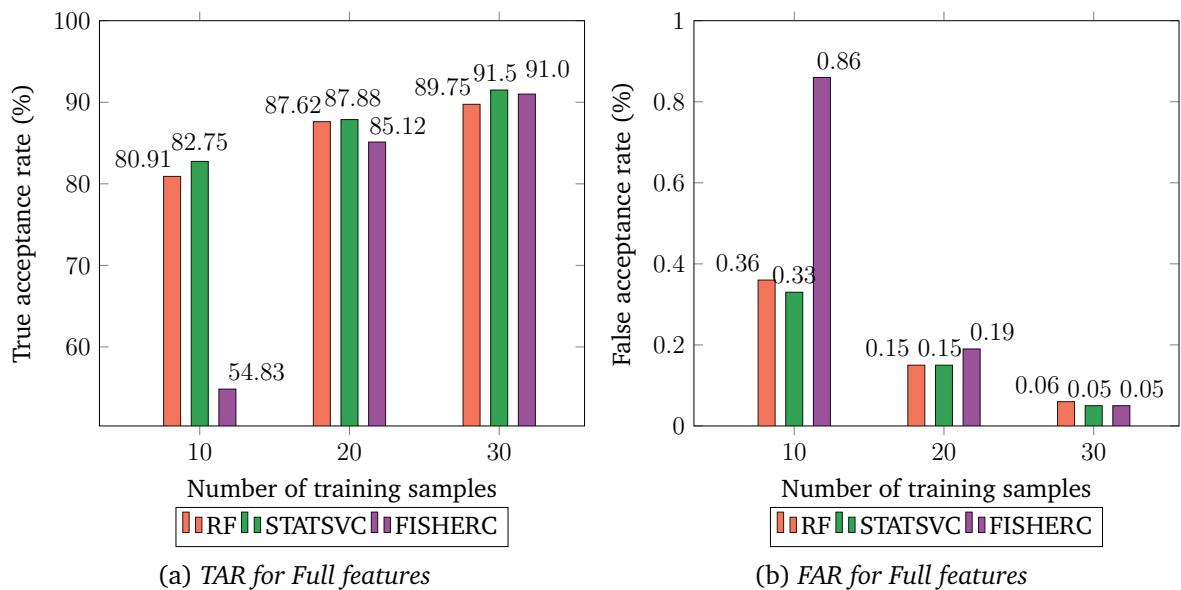 100
90
80
70
60
True acceptance rate (%)
80.91
82.75
54.83
87.62
87.88
85.12
89.75
91.5
91.0
10 20 30
Number of training samples
RF STATSVC FISHERC
(a) TAR for Full features
1
0.8
0.6
0.4
0.2
0
False acceptance rate (%)
0.36
0.33
0.86
0.15
0.15
0.19
0.06
0.05
0.05
10 20 30
Number of training samples
RF STATSVC FISHERC
(b) FAR for Full features